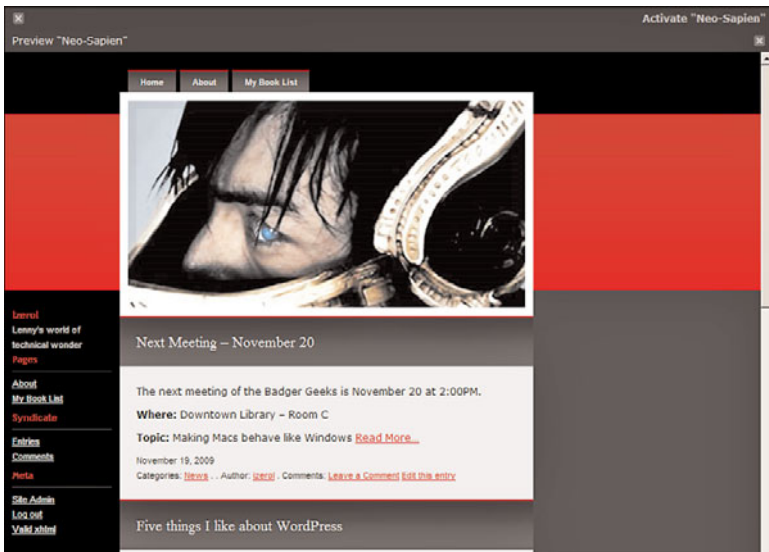 Activate "Neo-Sapien"
Preview "Neo-Sapien"
Home About My Book List
lzerol
Lenny's world of
technical wonder
Pages
About
My Book List
Syndicate
Entries
Comments
Meta
Site Admin
Log out
Valid xhtml
Next Meeting – November 20
The next meeting of the Badger Geeks is November 20 at 2:00PM.
Where: Downtown Library – Room C
Topic: Making Macs behave like Windows Read More...
November 19, 2009
Categories: News . . Author: lzerol . Comments: Leave a Comment Edit this entry
Five things I like about WordPress